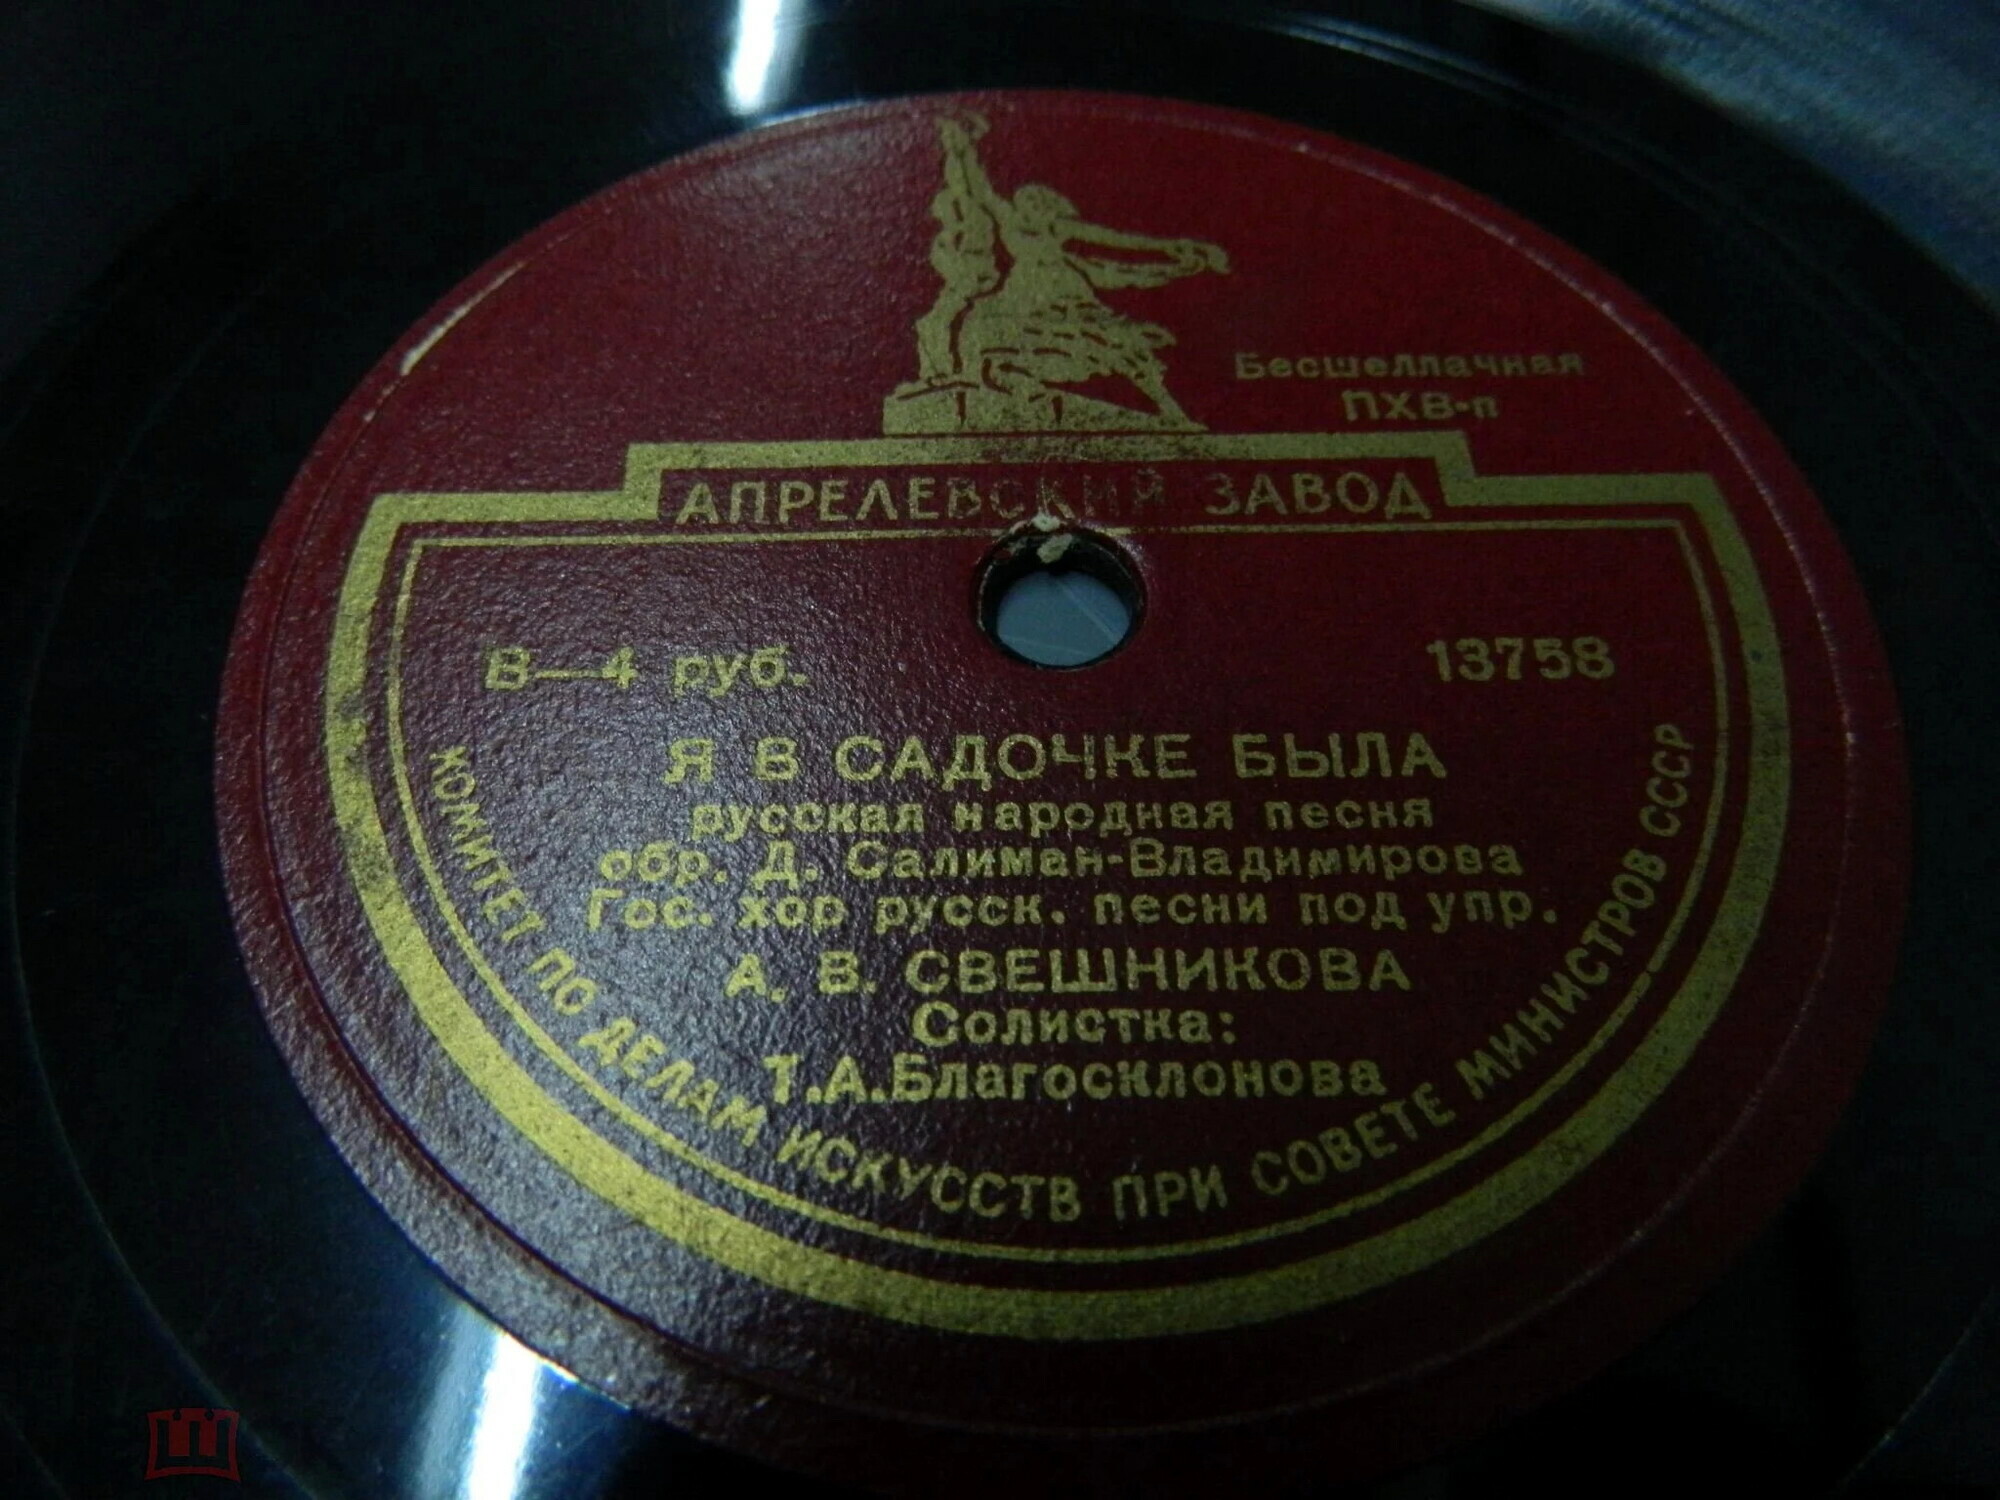 Бесшеллачная
ПХВ-п
АПРЕЛЕВСКИЙ ЗАВОД
В—4 руб.
13758
Я В САДОЧКЕ БЫЛА
русская народная песня
обр. Д. Салиман-Владимирова
Гос. хор русск. песни под упр.
А. В. СВЕШНИКОВА
Солистка:
Т.А.Благосклонова
КОМИТЕТ ПО ДЕЛАМ ИСКУССТВ ПРИ СОВЕТЕ МИНИСТРОВ СССР